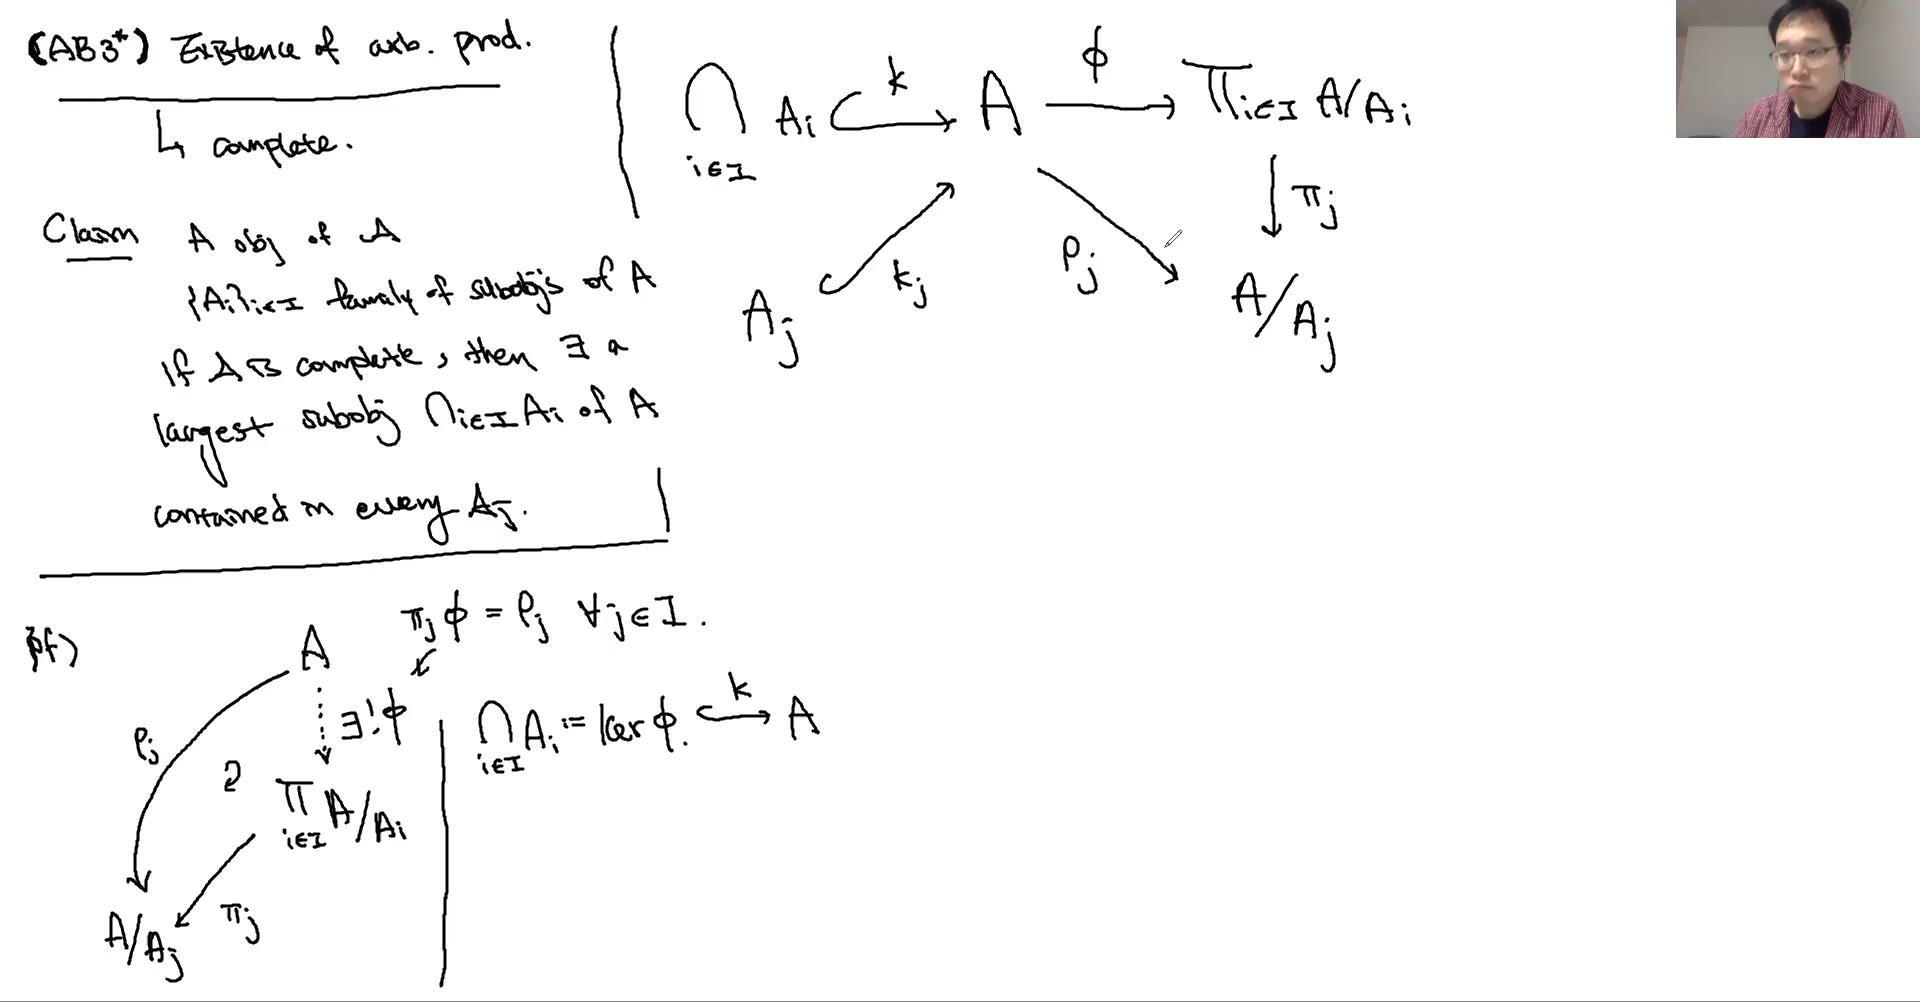 (AB3*) Existence of arb. prod.
↳ complete.
Claim A obj of 𝒜
{Ai}i∈I family of subobjs of A
If 𝒜 is complete, then ∃ a
largest subobj ∩i∈I Ai of A
contained in every Aj.
pf)
A
πjϕ = ρj ∀j∈I.
ρj
∃!ϕ
∏ A/Ai
i∈I
πj
A/Aj
∩ Ai := ker ϕ. k A
i∈I
∩ Ai k A ϕ ∏i∈I A/Ai
i∈I
πj
kj ρj
Aj A/Aj